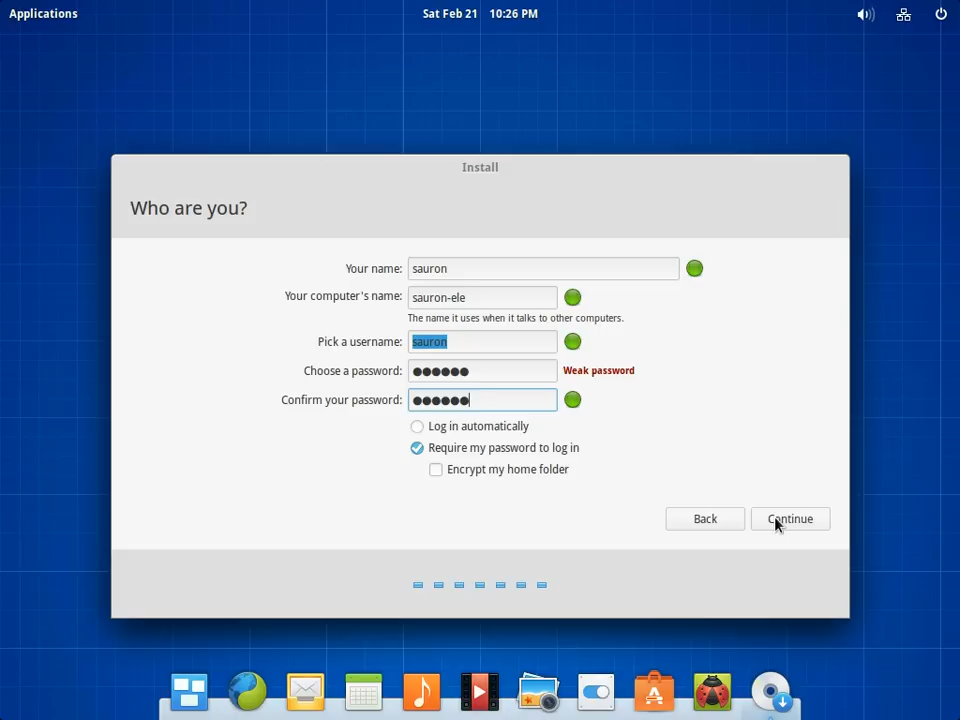 Applications
Sat Feb 21 10:26 PM
Install
Who are you?
Your name: sauron
Your computer's name: sauron-ele
The name it uses when it talks to other computers.
Pick a username: sauron
Choose a password: ●●●●●● Weak password
Confirm your password: ●●●●●●
Log in automatically
Require my password to log in
Encrypt my home folder
Back Continue